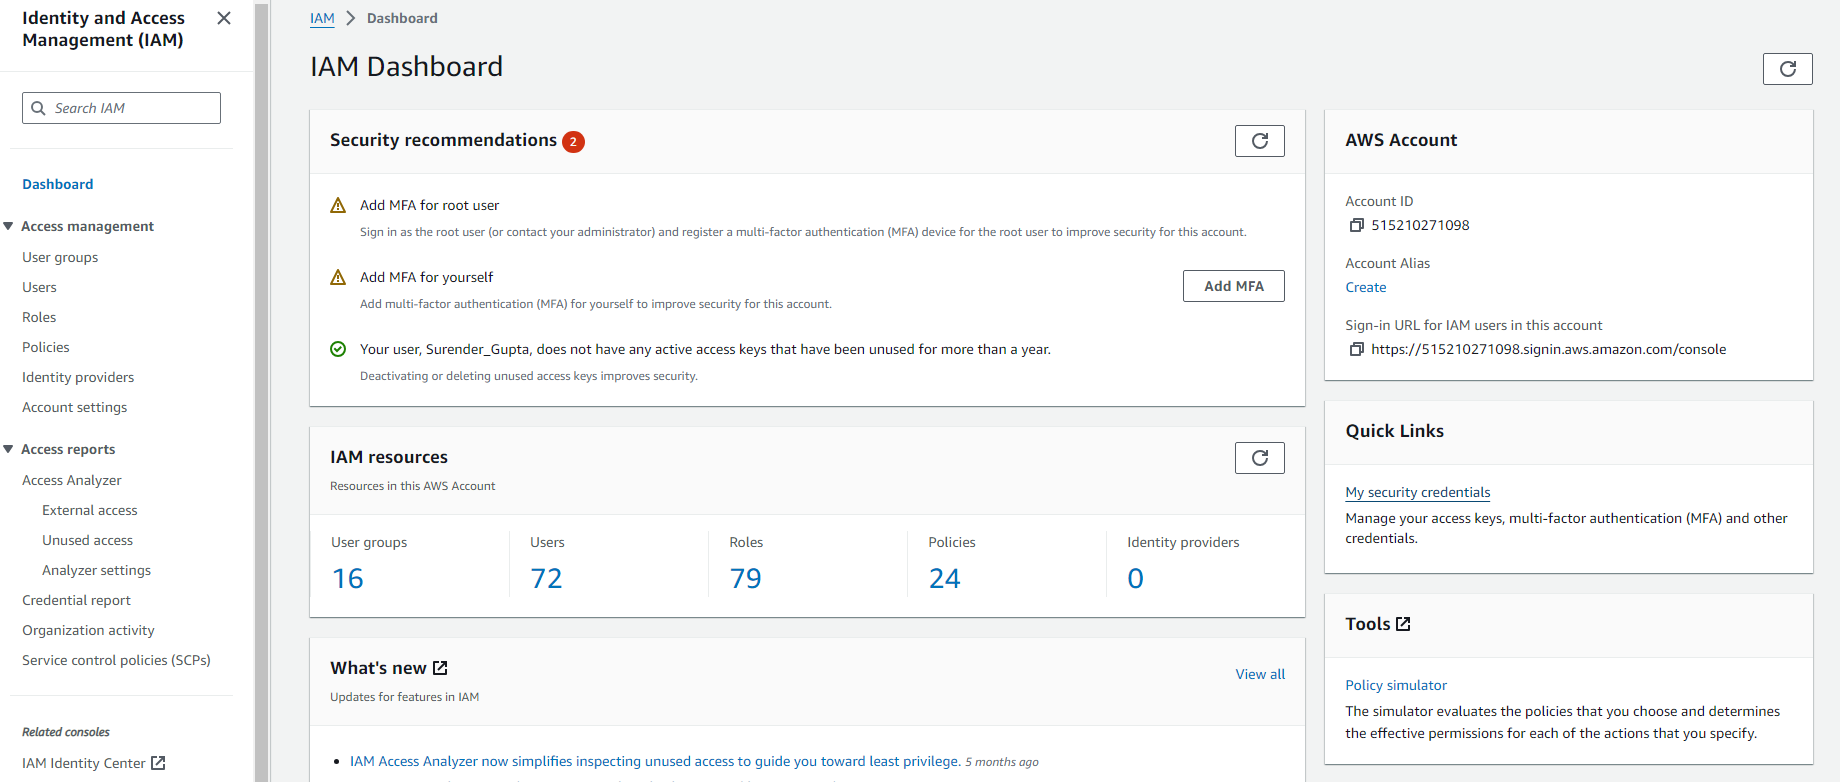 Identity and Access
Management (IAM)
Search IAM
Dashboard
Access management
User groups
Users
Roles
Policies
Identity providers
Account settings
Access reports
Access Analyzer
External access
Unused access
Analyzer settings
Credential report
Organization activity
Service control policies (SCPs)
Related consoles
IAM Identity Center
IAM > Dashboard
IAM Dashboard
Security recommendations 2
Add MFA for root user
Sign in as the root user (or contact your administrator) and register a multi-factor authentication (MFA) device for the root user to improve security for this account.
Add MFA for yourself
Add multi-factor authentication (MFA) for yourself to improve security for this account.
Add MFA
Your user, Surender_Gupta, does not have any active access keys that have been unused for more than a year.
Deactivating or deleting unused access keys improves security.
IAM resources
Resources in this AWS Account
User groups
16
Users
72
Roles
79
Policies
24
Identity providers
0
What's new
Updates for features in IAM
View all
IAM Access Analyzer now simplifies inspecting unused access to guide you toward least privilege. 5 months ago
AWS Account
Account ID
515210271098
Account Alias
Create
Sign-in URL for IAM users in this account
https://515210271098.signin.aws.amazon.com/console
Quick Links
My security credentials
Manage your access keys, multi-factor authentication (MFA) and other
credentials.
Tools
Policy simulator
The simulator evaluates the policies that you choose and determines
the effective permissions for each of the actions that you specify.